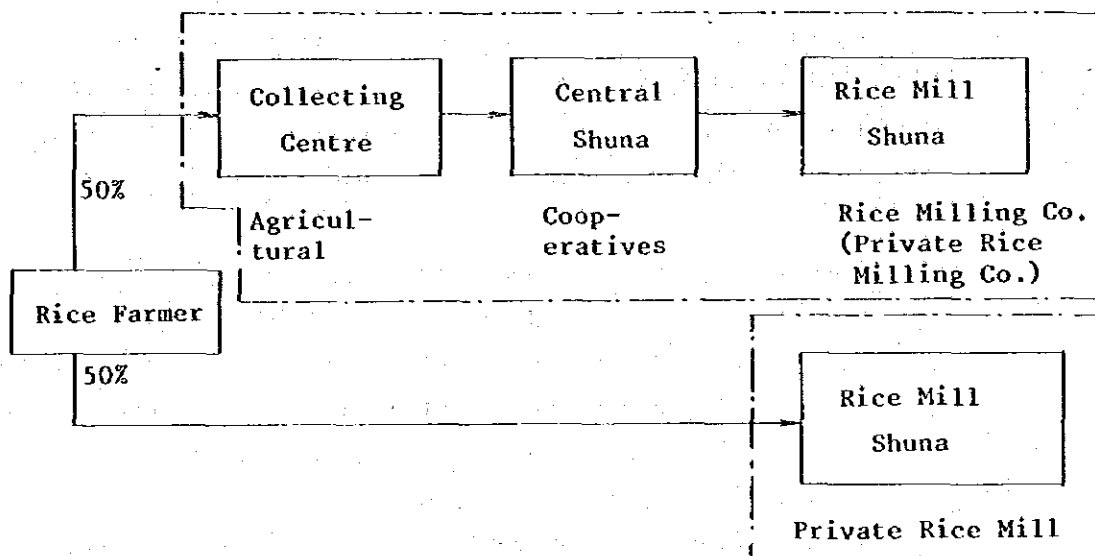 Collecting
Centre
Central
Shuna
Rice Mill
Shuna
50%
Agricul-
tural
Coop-
eratives
Rice Milling Co.
(Private Rice
Milling Co.)
Rice Farmer
50%
Rice Mill
Shuna
Private Rice Mill